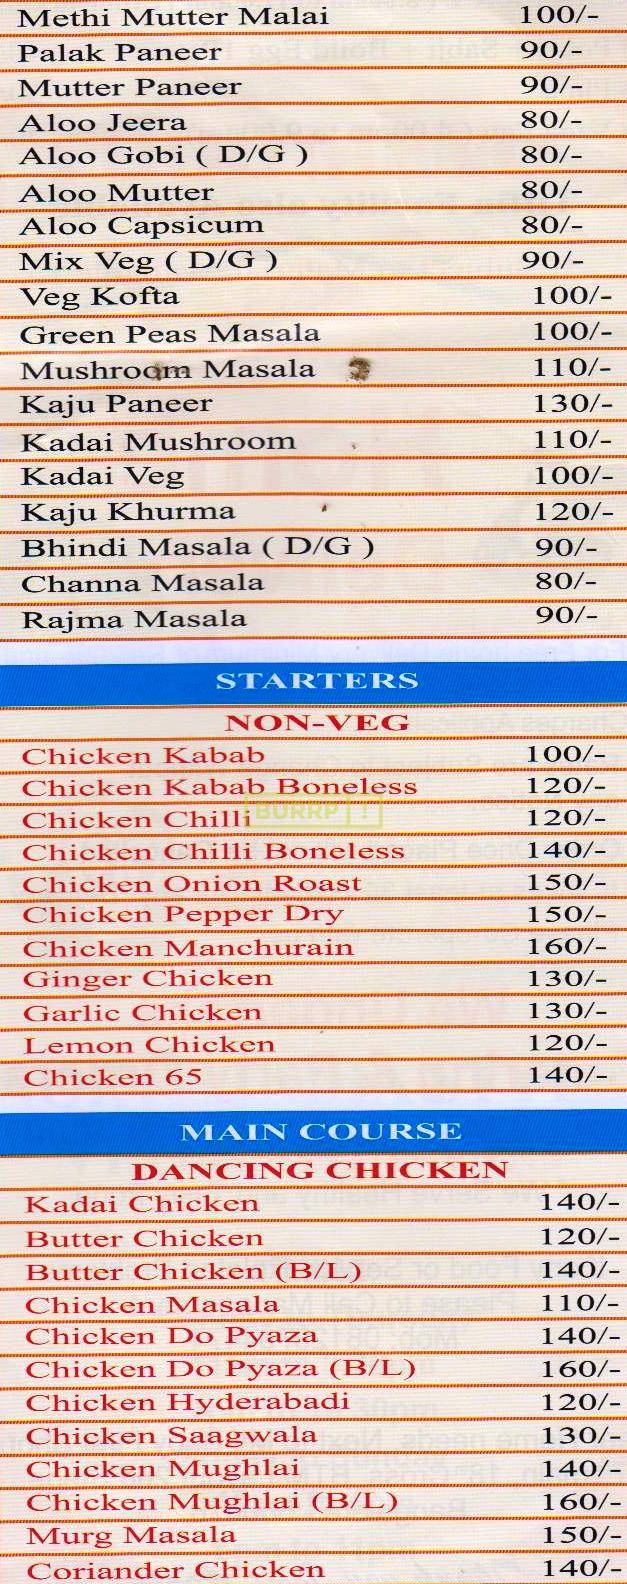 Methi Mutter Malai 100/-
Palak Paneer 90/-
Mutter Paneer 90/-
Aloo Jeera 80/-
Aloo Gobi ( D/G ) 80/-
Aloo Mutter 80/-
Aloo Capsicum 80/-
Mix Veg ( D/G ) 90/-
Veg Kofta 100/-
Green Peas Masala 100/-
Mushroom Masala 110/-
Kaju Paneer 130/-
Kadai Mushroom 110/-
Kadai Veg 100/-
Kaju Khurma 120/-
Bhindi Masala ( D/G ) 90/-
Channa Masala 80/-
Rajma Masala 90/-
STARTERS
NON-VEG
Chicken Kabab 100/-
Chicken Kabab Boneless 120/-
Chicken Chilli 120/-
BURRP !
Chicken Chilli Boneless 140/-
Chicken Onion Roast 150/-
Chicken Pepper Dry 150/-
Chicken Manchurain 160/-
Ginger Chicken 130/-
Garlic Chicken 130/-
Lemon Chicken 120/-
Chicken 65 140/-
MAIN COURSE
DANCING CHICKEN
Kadai Chicken 140/-
Butter Chicken 120/-
Butter Chicken (B/L) 140/-
Chicken Masala 110/-
Chicken Do Pyaza 140/-
Chicken Do Pyaza (B/L) 160/-
Chicken Hyderabadi 120/-
Chicken Saagwala 130/-
Chicken Mughlai 140/-
Chicken Mughlai (B/L) 160/-
Murg Masala 150/-
Coriander Chicken 140/-